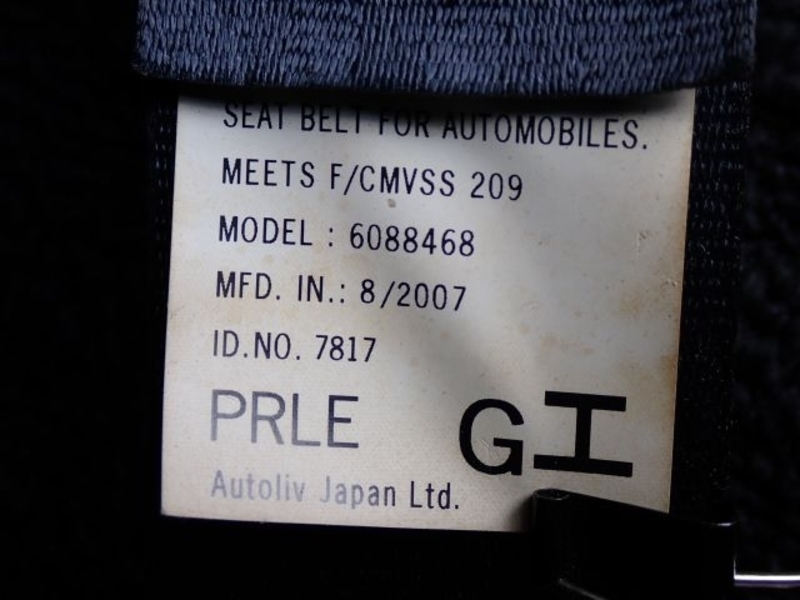 SEAT BELT FOR AUTOMOBILES.
MEETS F/CMVSS 209
MODEL : 6088468
MFD. IN.: 8/2007
ID.NO. 7817
PRLE GI
Autoliv Japan Ltd.